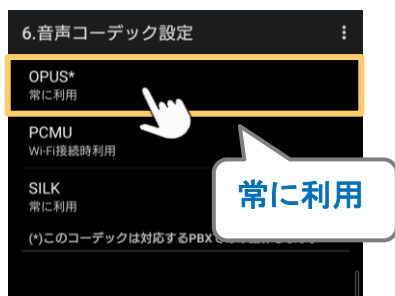 6.音声コーデック設定
OPUS*
常に利用
PCMU
Wi-Fi接続時利用
SILK
常に利用
常に利用
(*)このコーデックは対応するPBX